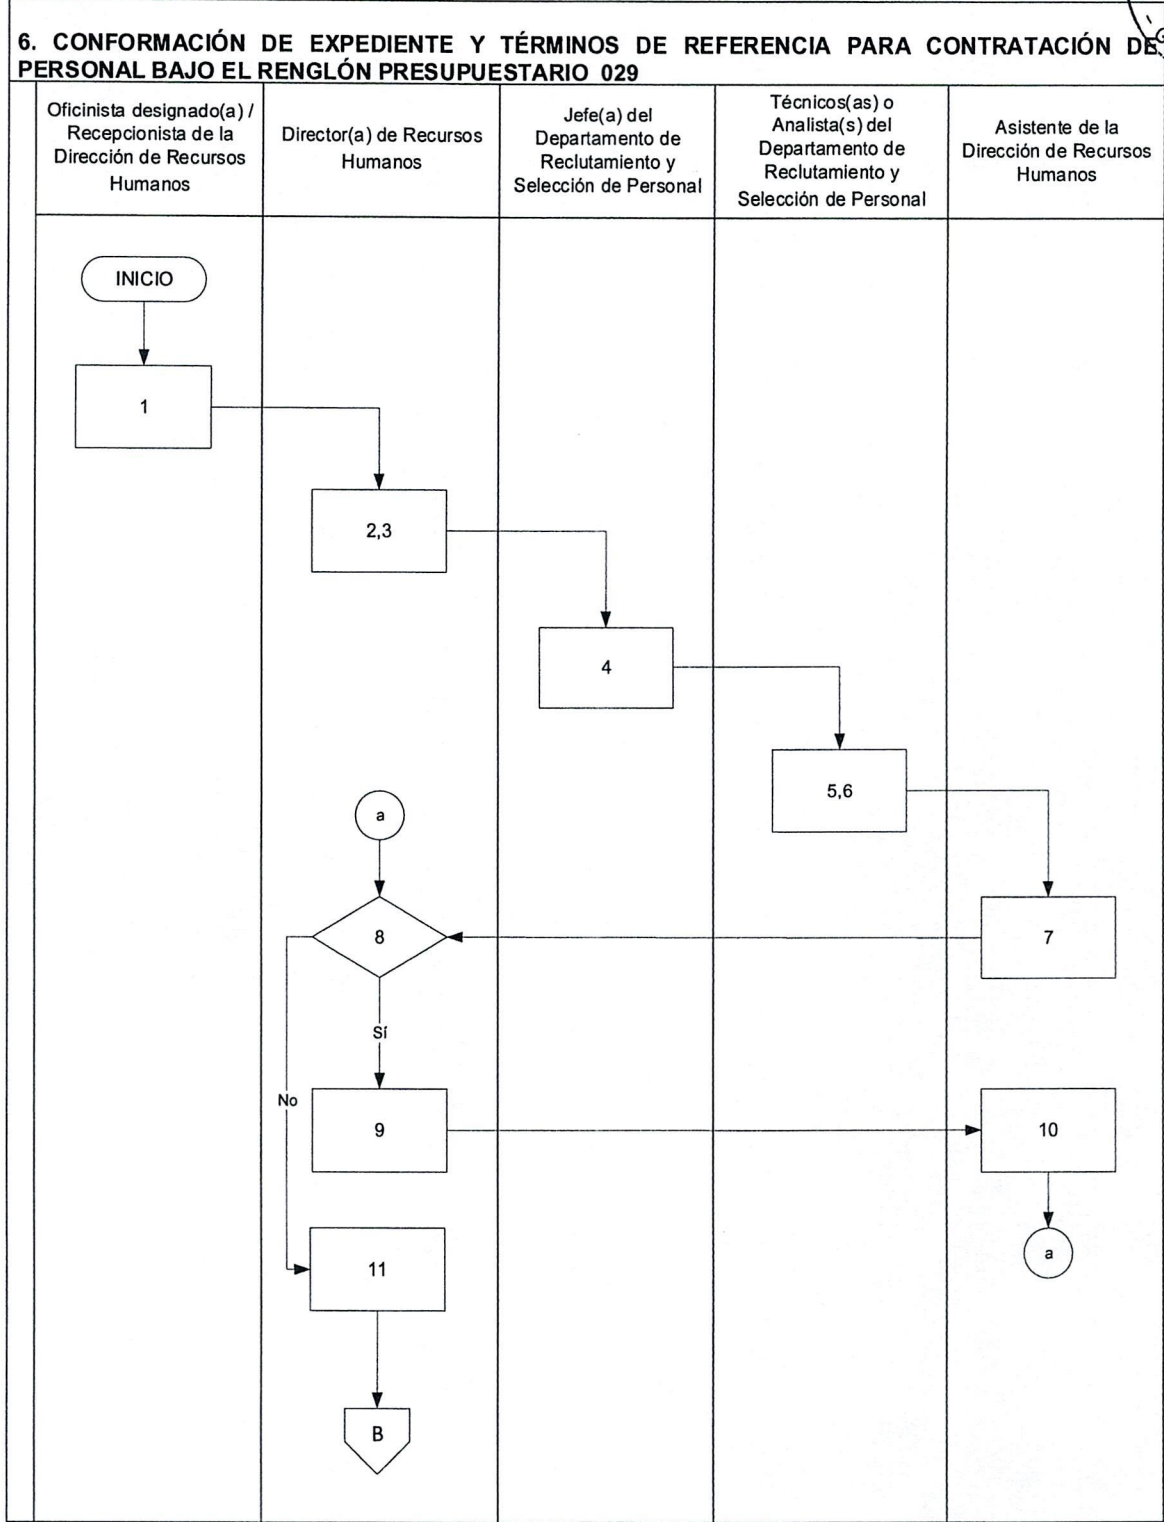 6. CONFORMACIÓN DE EXPEDIENTE Y TÉRMINOS DE REFERENCIA PARA CONTRATACIÓN DE
PERSONAL BAJO EL RENGLÓN PRESUPUESTARIO 029
Oficinista designado(a) /
Recepcionista de la
Dirección de Recursos
Humanos
Director(a) de Recursos
Humanos
Jefe(a) del
Departamento de
Reclutamiento y
Selección de Personal
Técnicos(as) o
Analista(s) del
Departamento de
Reclutamiento y
Selección de Personal
Asistente de la
Dirección de Recursos
Humanos
INICIO
1
2,3
4
5,6
a
8
7
Sí
No
9
10
11
a
B